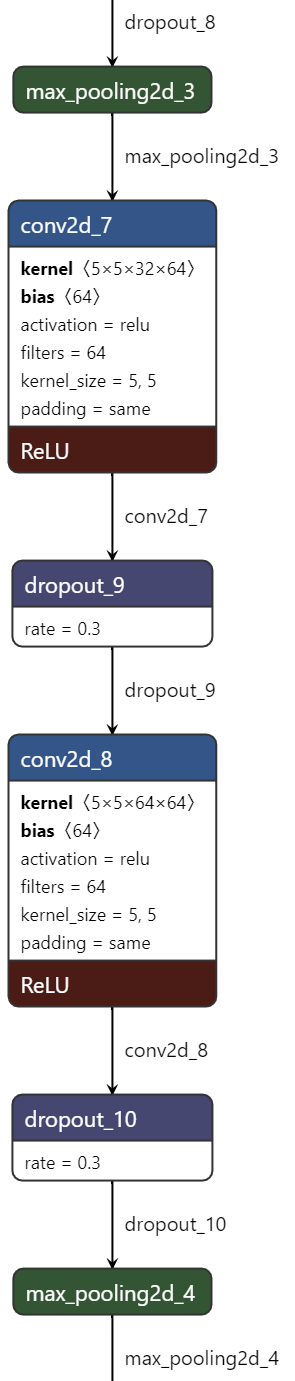 dropout_8
max_pooling2d_3
max_pooling2d_3
conv2d_7
kernel〈5×5×32×64〉
bias〈64〉
activation = relu
filters = 64
kernel_size = 5, 5
padding = same
ReLU
conv2d_7
dropout_9
rate = 0.3
dropout_9
conv2d_8
kernel〈5×5×64×64〉
bias〈64〉
activation = relu
filters = 64
kernel_size = 5, 5
padding = same
ReLU
conv2d_8
dropout_10
rate = 0.3
dropout_10
max_pooling2d_4
max_pooling2d_4